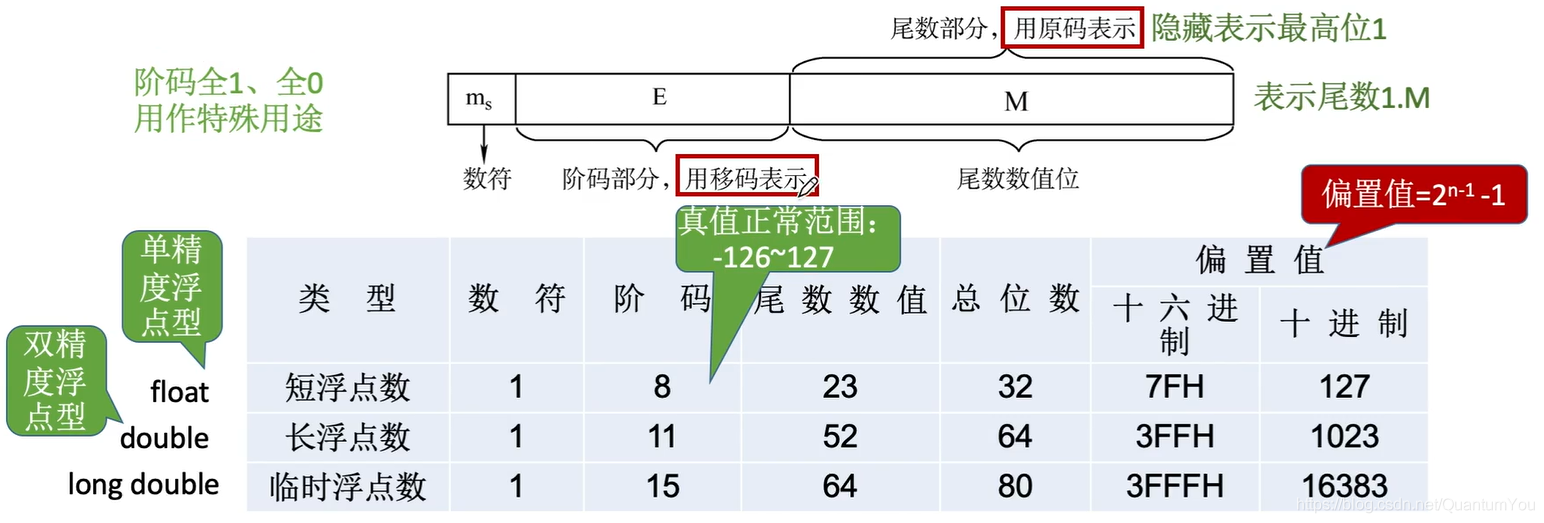 尾数部分，用原码表示 隐藏表示最高位1
阶码全1、全0
用作特殊用途
mₛ E M
表示尾数1.M
数符 阶码部分，用移码表示 尾数数值位
偏置值=2ⁿ⁻¹ -1
真值正常范围：
-126~127
单精
度浮
点型
双精
度浮
点型
类 型 数 符 阶 码 尾数数值 总位数 偏置值
十六进
制
十进制
float 短浮点数 1 8 23 32 7FH 127
double 长浮点数 1 11 52 64 3FFH 1023
long double 临时浮点数 1 15 64 80 3FFFH 16383
https://blog.csdn.net/QuantumYou